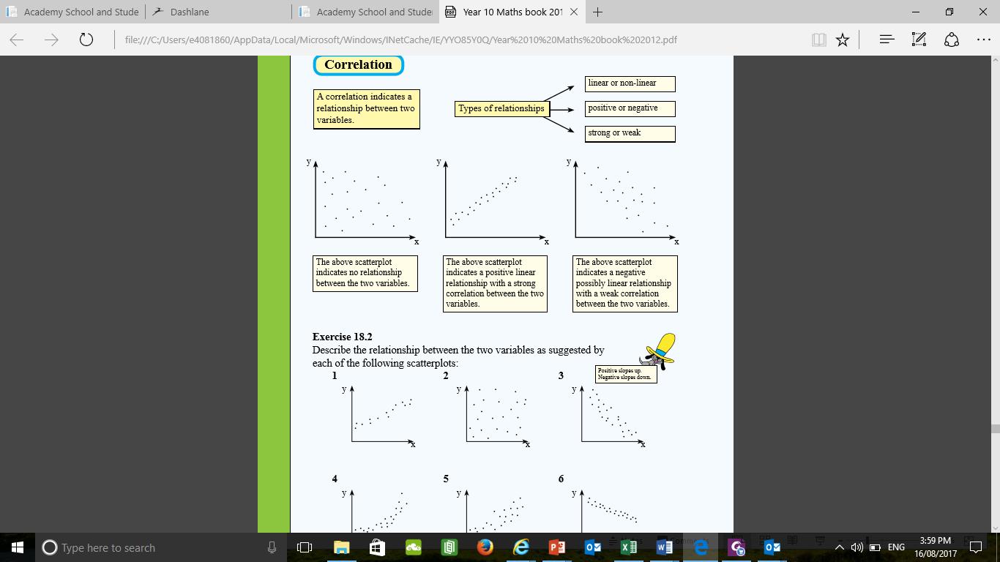 Academy School and Stude
Dashlane
Academy School and Studer
Year 10 Maths book 201
file:///C:/Users/e4081860/AppData/Local/Microsoft/Windows/INetCache/IE/YYO85Y0Q/Year%2010%20Maths%20book%202012.pdf
Correlation
A correlation indicates a
relationship between two
variables.
Types of relationships
linear or non-linear
positive or negative
strong or weak
y
x
y
x
y
x
The above scatterplot
indicates no relationship
between the two variables.
The above scatterplot
indicates a positive linear
relationship with a strong
correlation between the two
variables.
The above scatterplot
indicates a negative
possibly linear relationship
with a weak correlation
between the two variables.
Exercise 18.2
Describe the relationship between the two variables as suggested by
each of the following scatterplots:
Positive slopes up.
Negative slopes down.
1
y
x
2
y
x
3
y
x
4
y
5
y
6
y
Type here to search
ENG
3:59 PM
16/08/2017